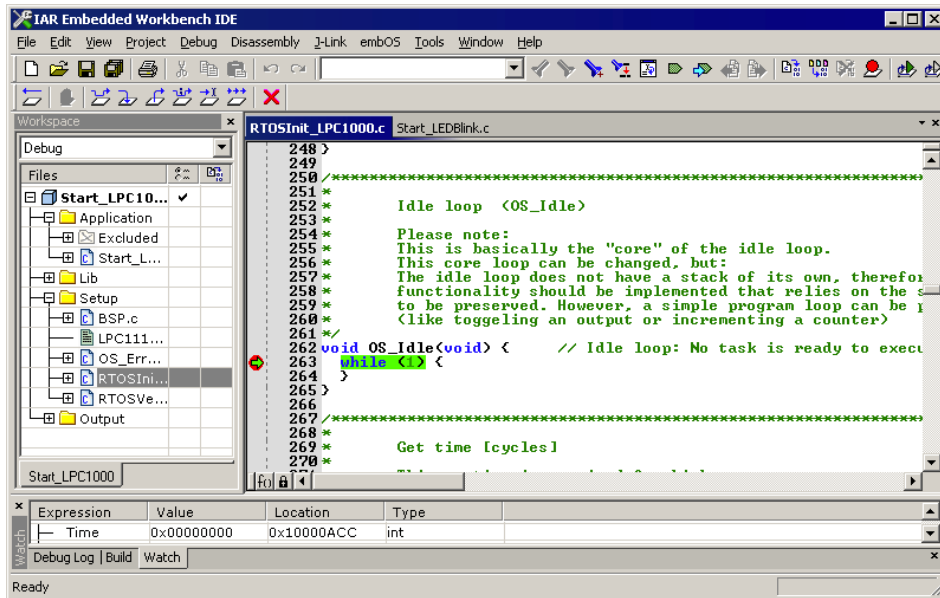 IAR Embedded Workbench IDE
File Edit View Project Debug Disassembly J-Link embOS Tools Window Help
Workspace
Debug
Files
Start_LPC10...
Application
Excluded
Start_L...
Lib
Setup
BSP.c
LPC111...
OS_Err...
RTOSIni...
RTOSVe...
Output
Start_LPC1000
RTOSInit_LPC1000.c Start_LEDBlink.c
248 }
249
250 /*********************************************************************
251 *
252 * Idle loop (OS_Idle)
253 *
254 * Please note:
255 * This is basically the "core" of the idle loop.
256 * This core loop can be changed, but:
257 * The idle loop does not have a stack of its own, therefor
258 * functionality should be implemented that relies on the s
259 * to be preserved. However, a simple program loop can be p
260 * (like toggeling an output or incrementing a counter)
261 */
262 void OS_Idle(void) { // Idle loop: No task is ready to execu
263 while (1) {
264 }
265 }
266
267 /*********************************************************************
268 *
269 * Get time [cycles]
270 *
f()
Expression Value Location Type
Time 0x00000000 0x10000ACC int
Watch
Debug Log Build Watch
Ready